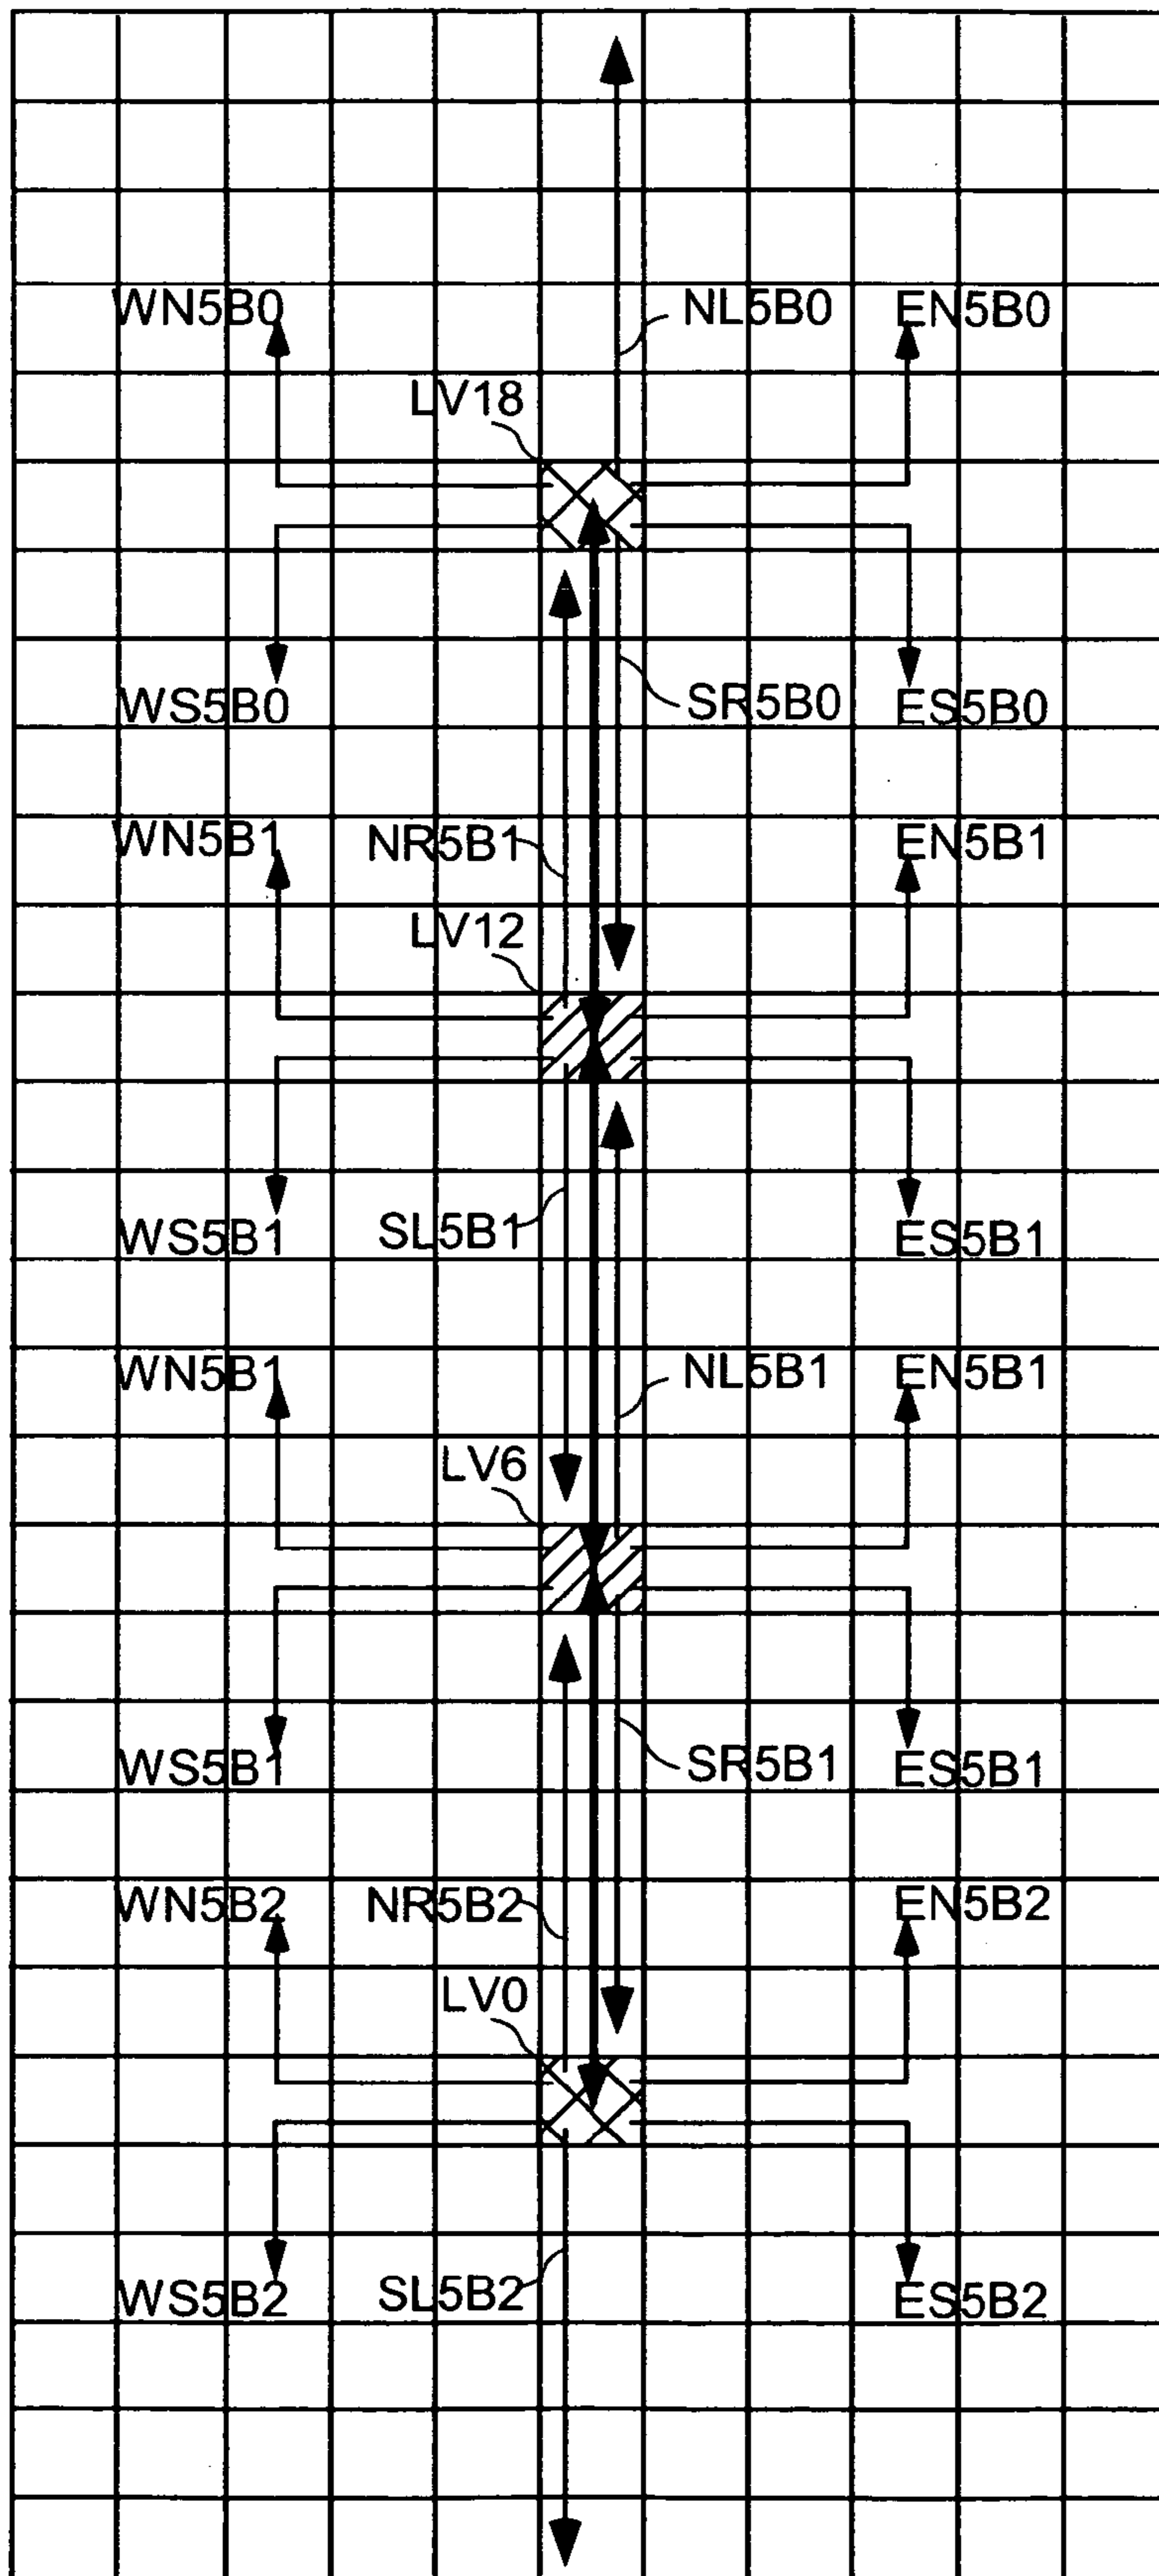 WN5B0 NL5B0 EN5B0
LV18
WS5B0 SR5B0 ES5B0
WN5B1 NR5B1 EN5B1
LV12
WS5B1 SL5B1 ES5B1
WN5B1 NL5B1 EN5B1
LV6
WS5B1 SR5B1 ES5B1
WN5B2 NR5B2 EN5B2
LV0
WS5B2 SL5B2 ES5B2